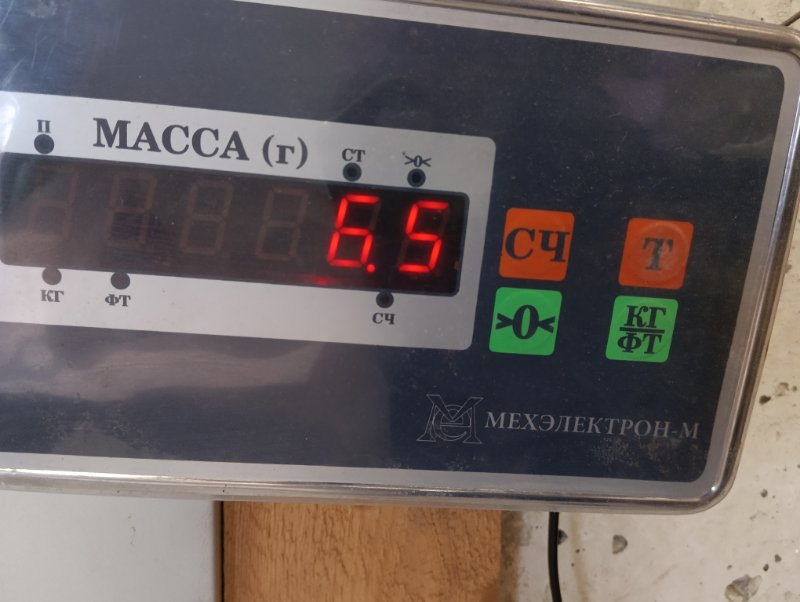 П
МАССА (г)
СТ
>0<
6.5
КГ
ФТ
СЧ
СЧ
Т
>0<
КГ
ФТ
МЕХЭЛЕКТРОН-М